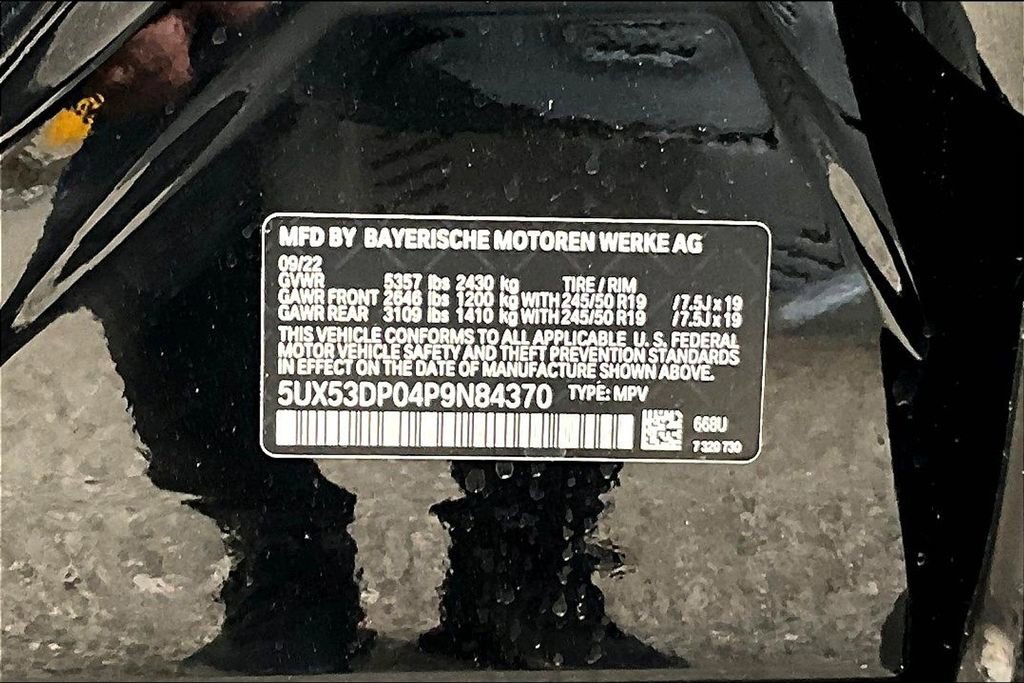 MFD BY BAYERISCHE MOTOREN WERKE AG
09/22
GVWR 5357 lbs 2430 kg TIRE / RIM
GAWR FRONT 2646 lbs 1200 kg WITH 245/50 R19 /7.5J x 19
GAWR REAR 3109 lbs 1410 kg WITH 245/50 R19 /7.5J x 19
THIS VEHICLE CONFORMS TO ALL APPLICABLE U. S. FEDERAL
MOTOR VEHICLE SAFETY AND THEFT PREVENTION STANDARDS
IN EFFECT ON THE DATE OF MANUFACTURE SHOWN ABOVE.
5UX53DP04P9N84370 TYPE: MPV
668U
7 320 730